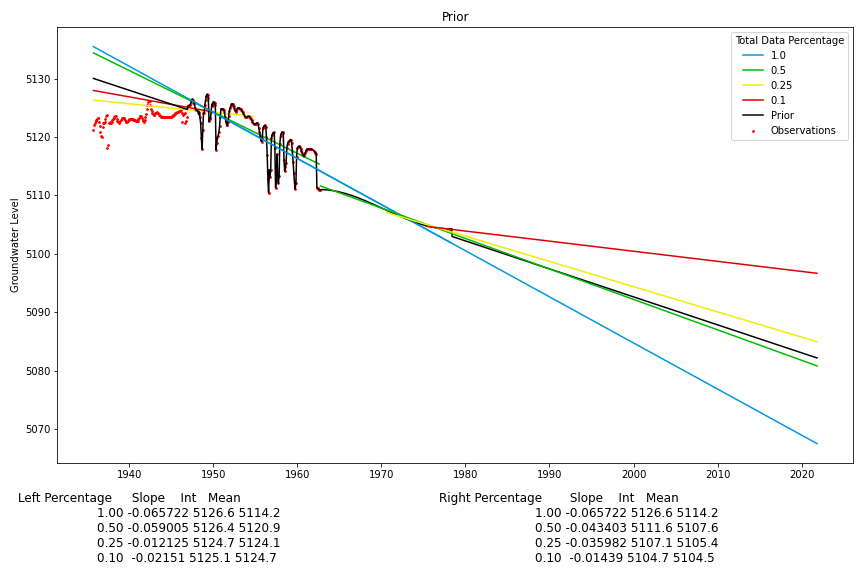 Prior
Total Data Percentage
1.0
0.5
0.25
0.1
Prior
Observations
Groundwater Level
5130
5120
5110
5100
5090
5080
5070
1940 1950 1960 1970 1980 1990 2000 2010 2020
Left Percentage Slope Int Mean
1.00 -0.065722 5126.6 5114.2
0.50 -0.059005 5126.4 5120.9
0.25 -0.012125 5124.7 5124.1
0.10 -0.02151 5125.1 5124.7
Right Percentage Slope Int Mean
1.00 -0.065722 5126.6 5114.2
0.50 -0.043403 5111.6 5107.6
0.25 -0.035982 5107.1 5105.4
0.10 -0.01439 5104.7 5104.5